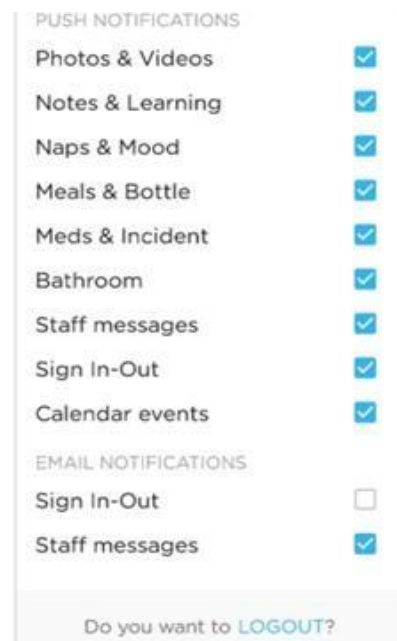 PUSH NOTIFICATIONS
Photos & Videos
Notes & Learning
Naps & Mood
Meals & Bottle
Meds & Incident
Bathroom
Staff messages
Sign In-Out
Calendar events
EMAIL NOTIFICATIONS
Sign In-Out
Staff messages
Do you want to LOGOUT?